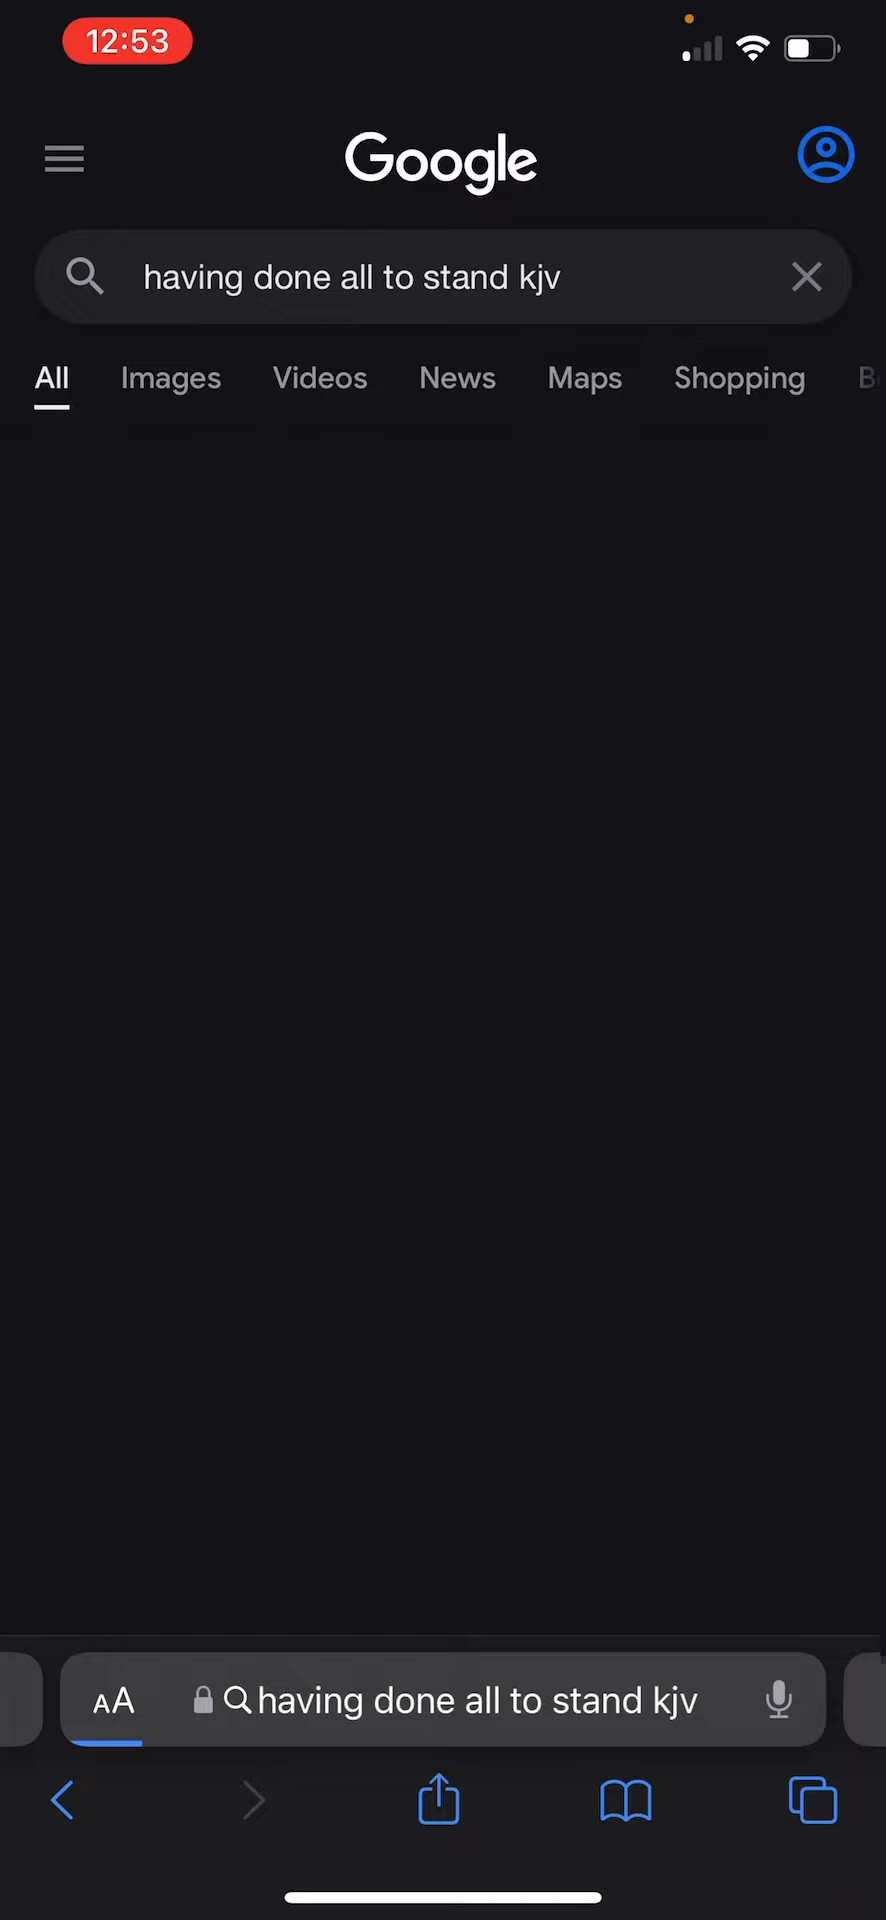 12:53
Google
having done all to stand kjv
All Images Videos News Maps Shopping
AA having done all to stand kjv